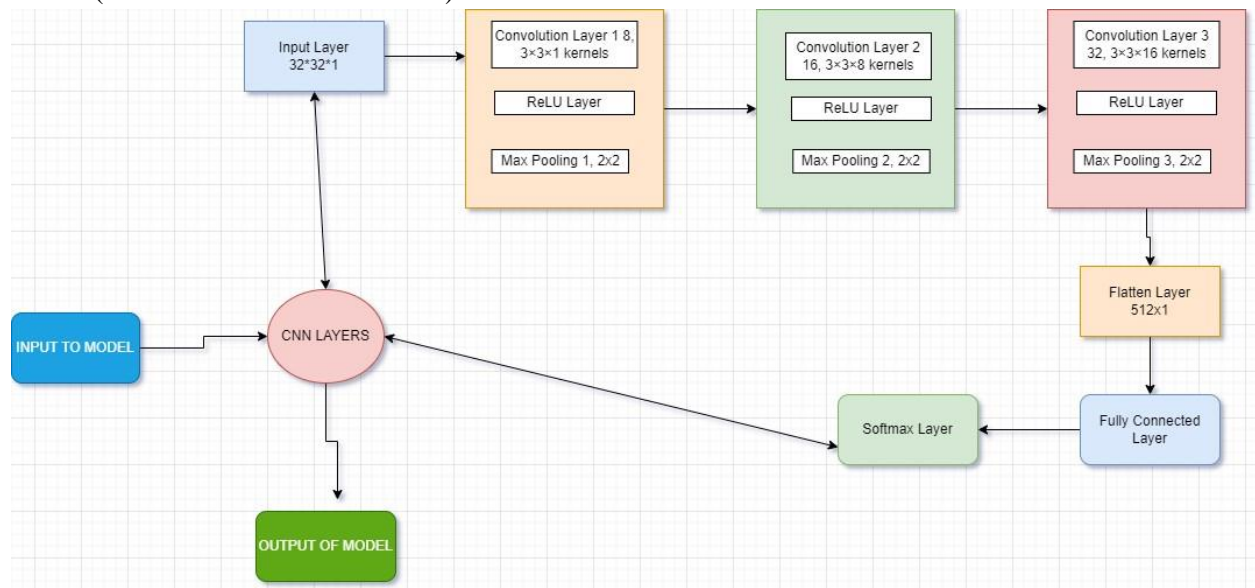 Input Layer
32*32*1
Convolution Layer 1 8,
3×3×1 kernels
ReLU Layer
Max Pooling 1, 2x2
Convolution Layer 2
16, 3×3×8 kernels
ReLU Layer
Max Pooling 2, 2x2
Convolution Layer 3
32, 3×3×16 kernels
ReLU Layer
Max Pooling 3, 2x2
Flatten Layer
512x1
Fully Connected
Layer
Softmax Layer
CNN LAYERS
INPUT TO MODEL
OUTPUT OF MODEL